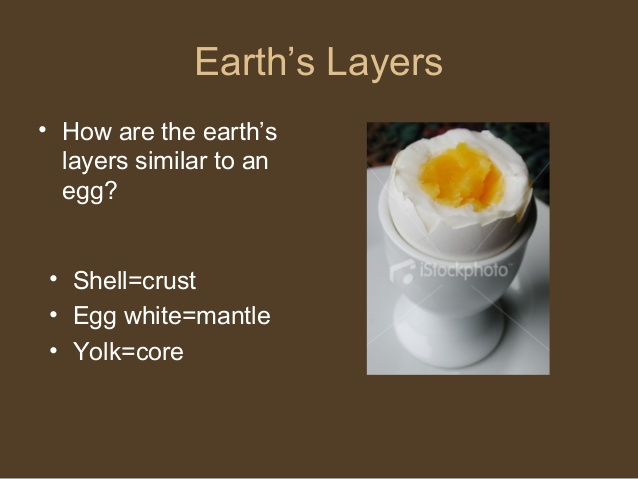 Earth’s Layers
• How are the earth’s
layers similar to an
egg?
• Shell=crust
• Egg white=mantle
• Yolk=core
iStockphoto